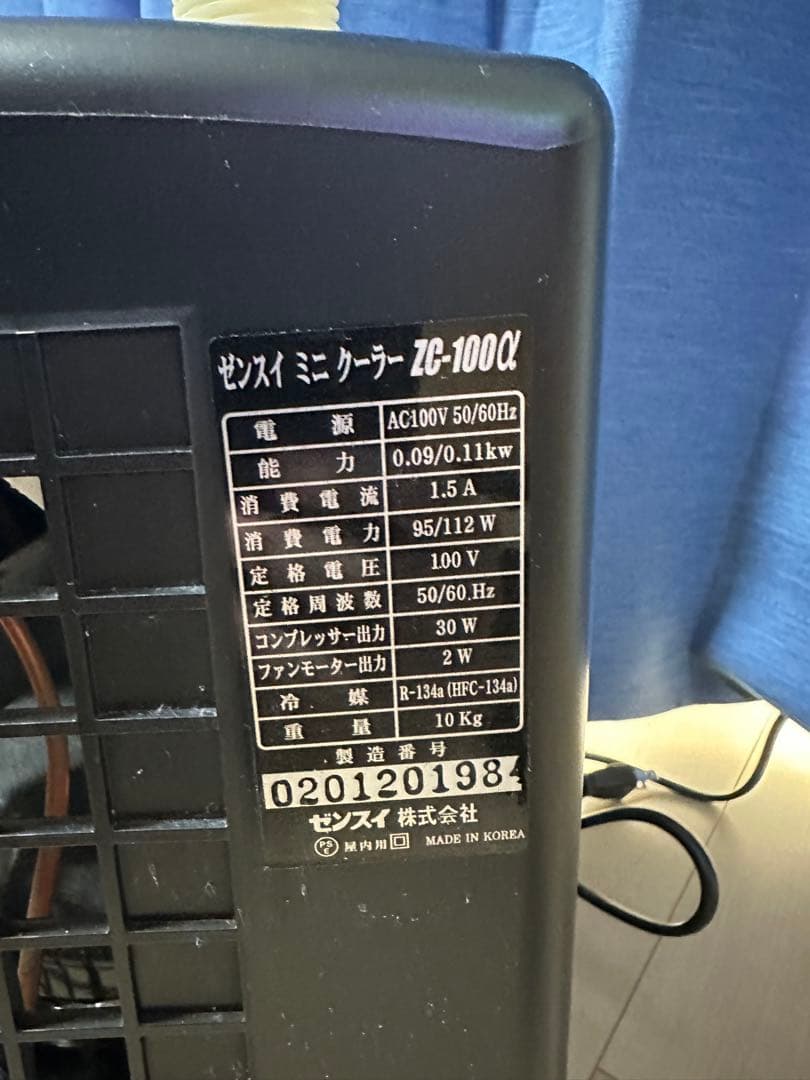 ゼンスイ ミニ クーラー ZC-100α
電源 AC100V 50/60Hz
能力 0.09/0.11kw
消費電流 1.5 A
消費電力 95/112 W
定格電圧 100 V
定格周波数 50/60.Hz
コンプレッサー出力 30 W
ファンモーター出力 2 W
冷媒 R-134a (HFC-134a)
重量 10 Kg
製造番号
0201201984
ゼンスイ 株式会社
PSE 屋内用 MADE IN KOREA